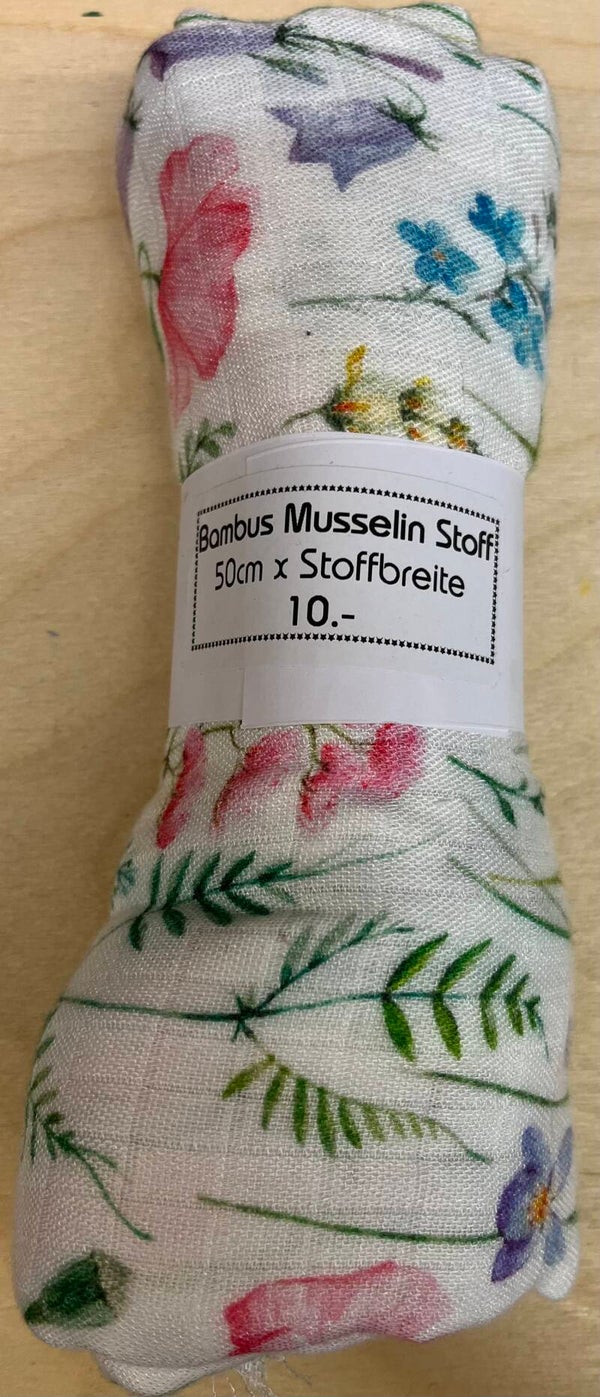 Bambus Musselin Stoff
50cm x Stoffbreite
10.-